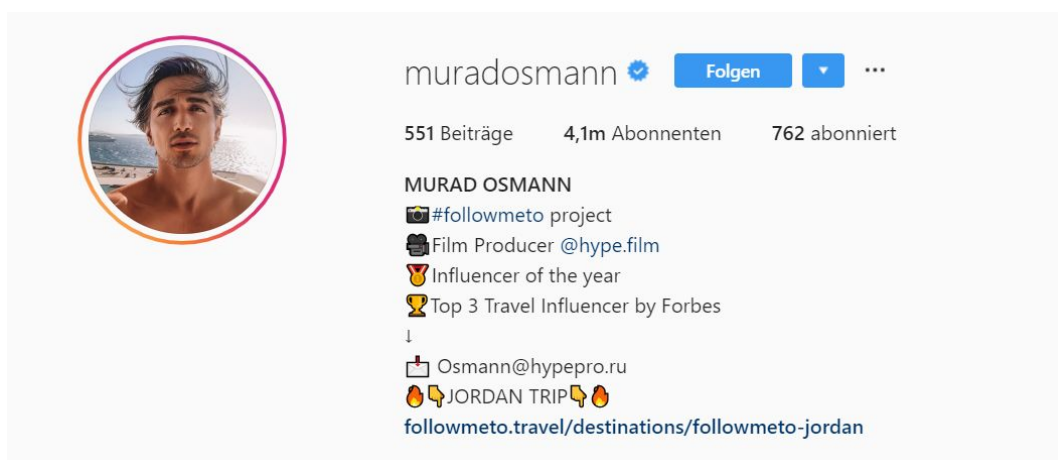 muradosmann Folgen ▼ ...
551 Beiträge 4,1m Abonnenten 762 abonniert
MURAD OSMANN
📷#followmeto project
🎥Film Producer @hype.film
🏅Influencer of the year
🏆Top 3 Travel Influencer by Forbes
↓
📩 Osmann@hypepro.ru
🔥👇JORDAN TRIP👇🔥
followmeto.travel/destinations/followmeto-jordan